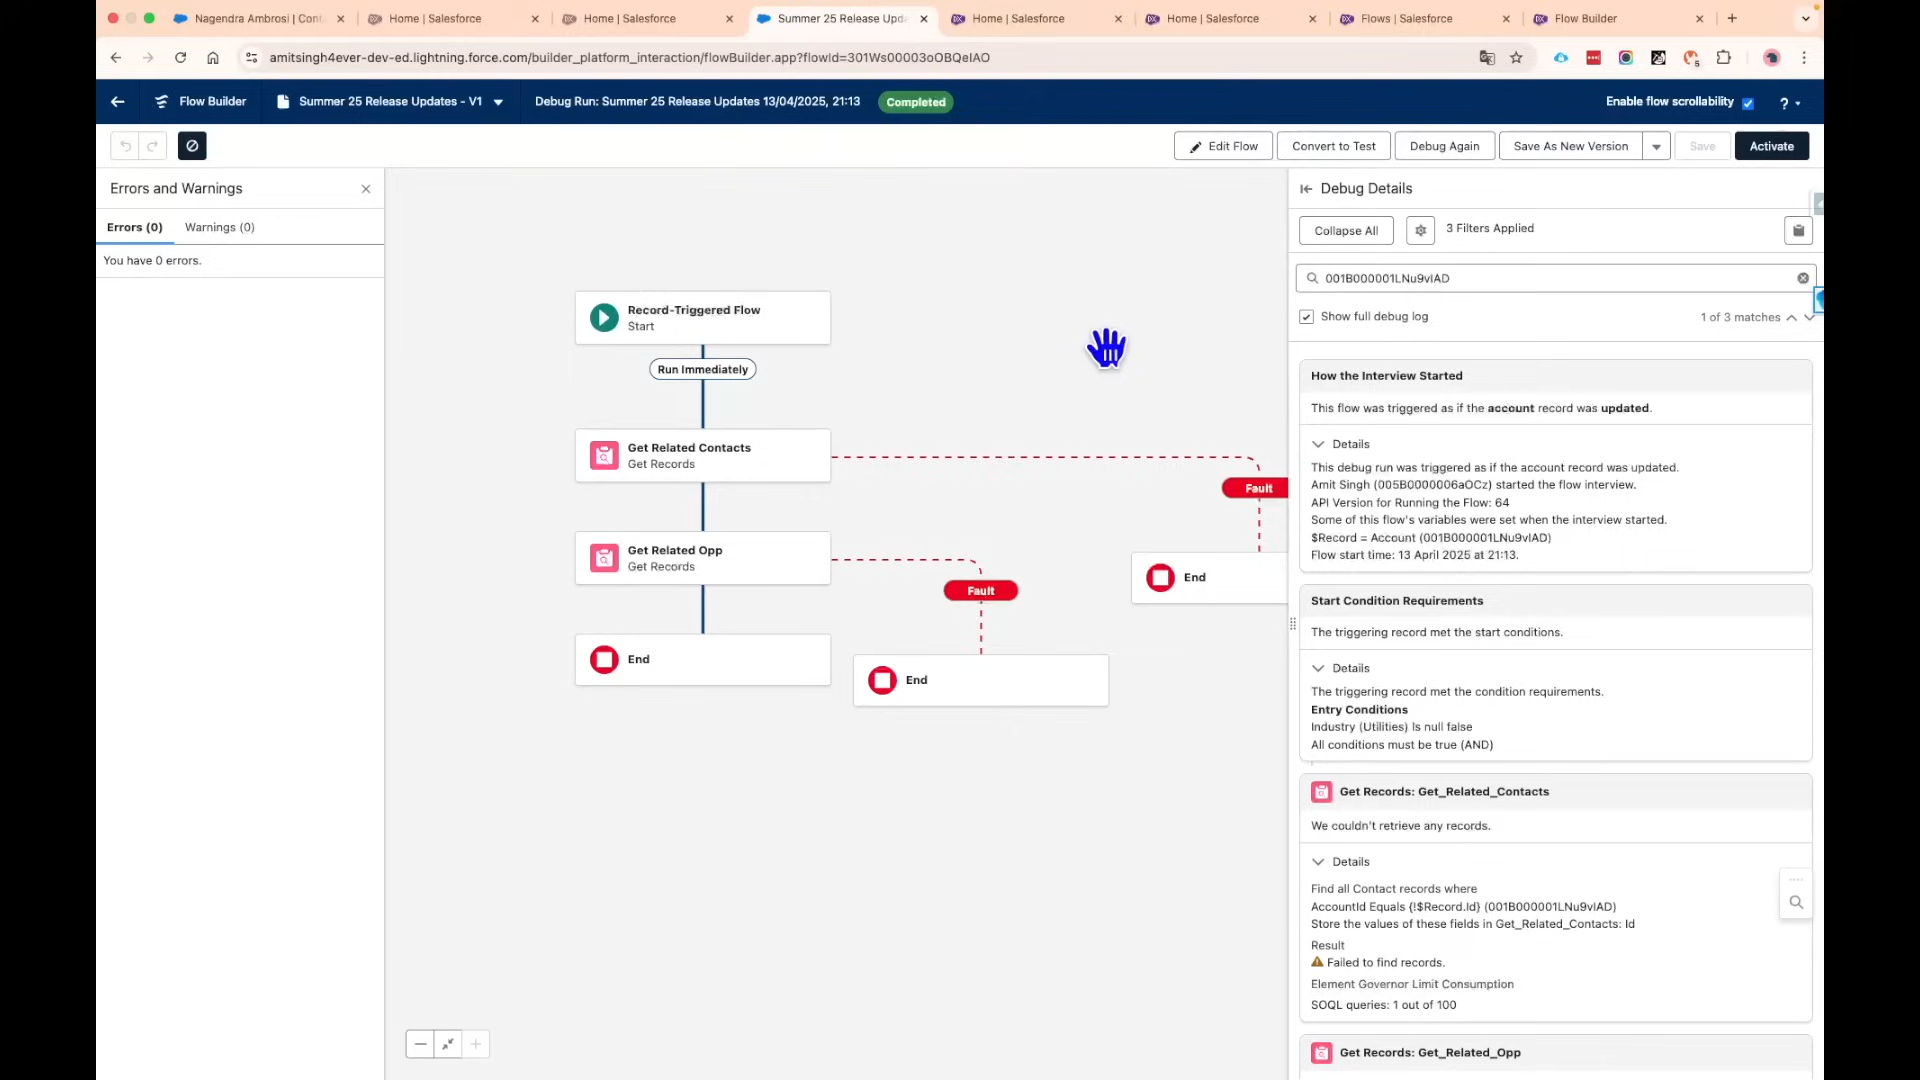 Nagendra Ambrosi | Cont
Home | Salesforce
Home | Salesforce
Summer 25 Release Upda
Home | Salesforce
Home | Salesforce
Flows | Salesforce
Flow Builder
amitsingh4ever-dev-ed.lightning.force.com/builder_platform_interaction/flowBuilder.app?flowId=301Ws00003oOBQeIAO
Flow Builder
Summer 25 Release Updates - V1
Debug Run: Summer 25 Release Updates 13/04/2025, 21:13
Completed
Enable flow scrollability
?
Edit Flow
Convert to Test
Debug Again
Save As New Version
Save
Activate
Errors and Warnings
Errors (0)
Warnings (0)
You have 0 errors.
Record-Triggered Flow
Start
Run Immediately
Get Related Contacts
Get Records
Fault
Get Related Opp
Get Records
Fault
End
End
End
Debug Details
Collapse All
3 Filters Applied
001B000001LNu9vIAD
Show full debug log
1 of 3 matches
How the Interview Started
This flow was triggered as if the account record was updated.
Details
This debug run was triggered as if the account record was updated.
Amit Singh (005B0000006aOCz) started the flow interview.
API Version for Running the Flow: 64
Some of this flow's variables were set when the interview started.
$Record = Account (001B000001LNu9vIAD)
Flow start time: 13 April 2025 at 21:13.
Start Condition Requirements
The triggering record met the start conditions.
Details
The triggering record met the condition requirements.
Entry Conditions
Industry (Utilities) Is null false
All conditions must be true (AND)
Get Records: Get_Related_Contacts
We couldn't retrieve any records.
Details
Find all Contact records where
AccountId Equals {!$Record.Id} (001B000001LNu9vIAD)
Store the values of these fields in Get_Related_Contacts: Id
Result
Failed to find records.
Element Governor Limit Consumption
SOQL queries: 1 out of 100
Get Records: Get_Related_Opp